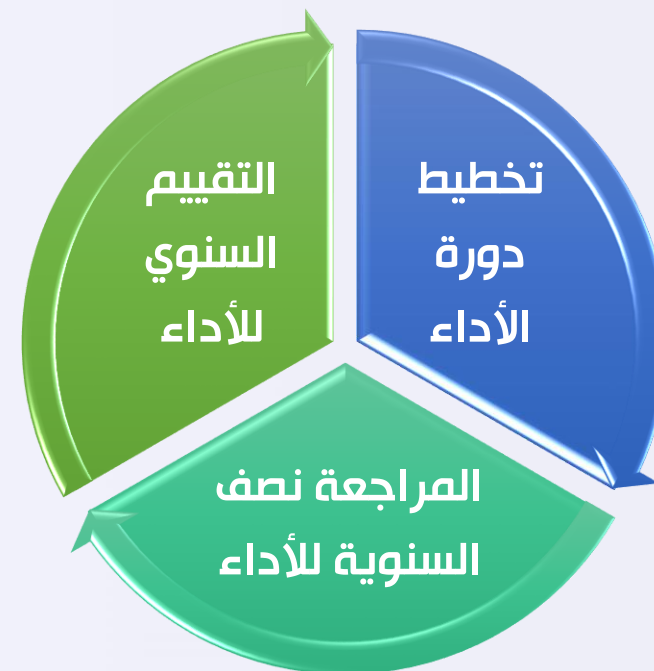 تخطيط
دورة
الأداء
المراجعة نصف
السنوية للأداء
التقييم
السنوي
للأداء